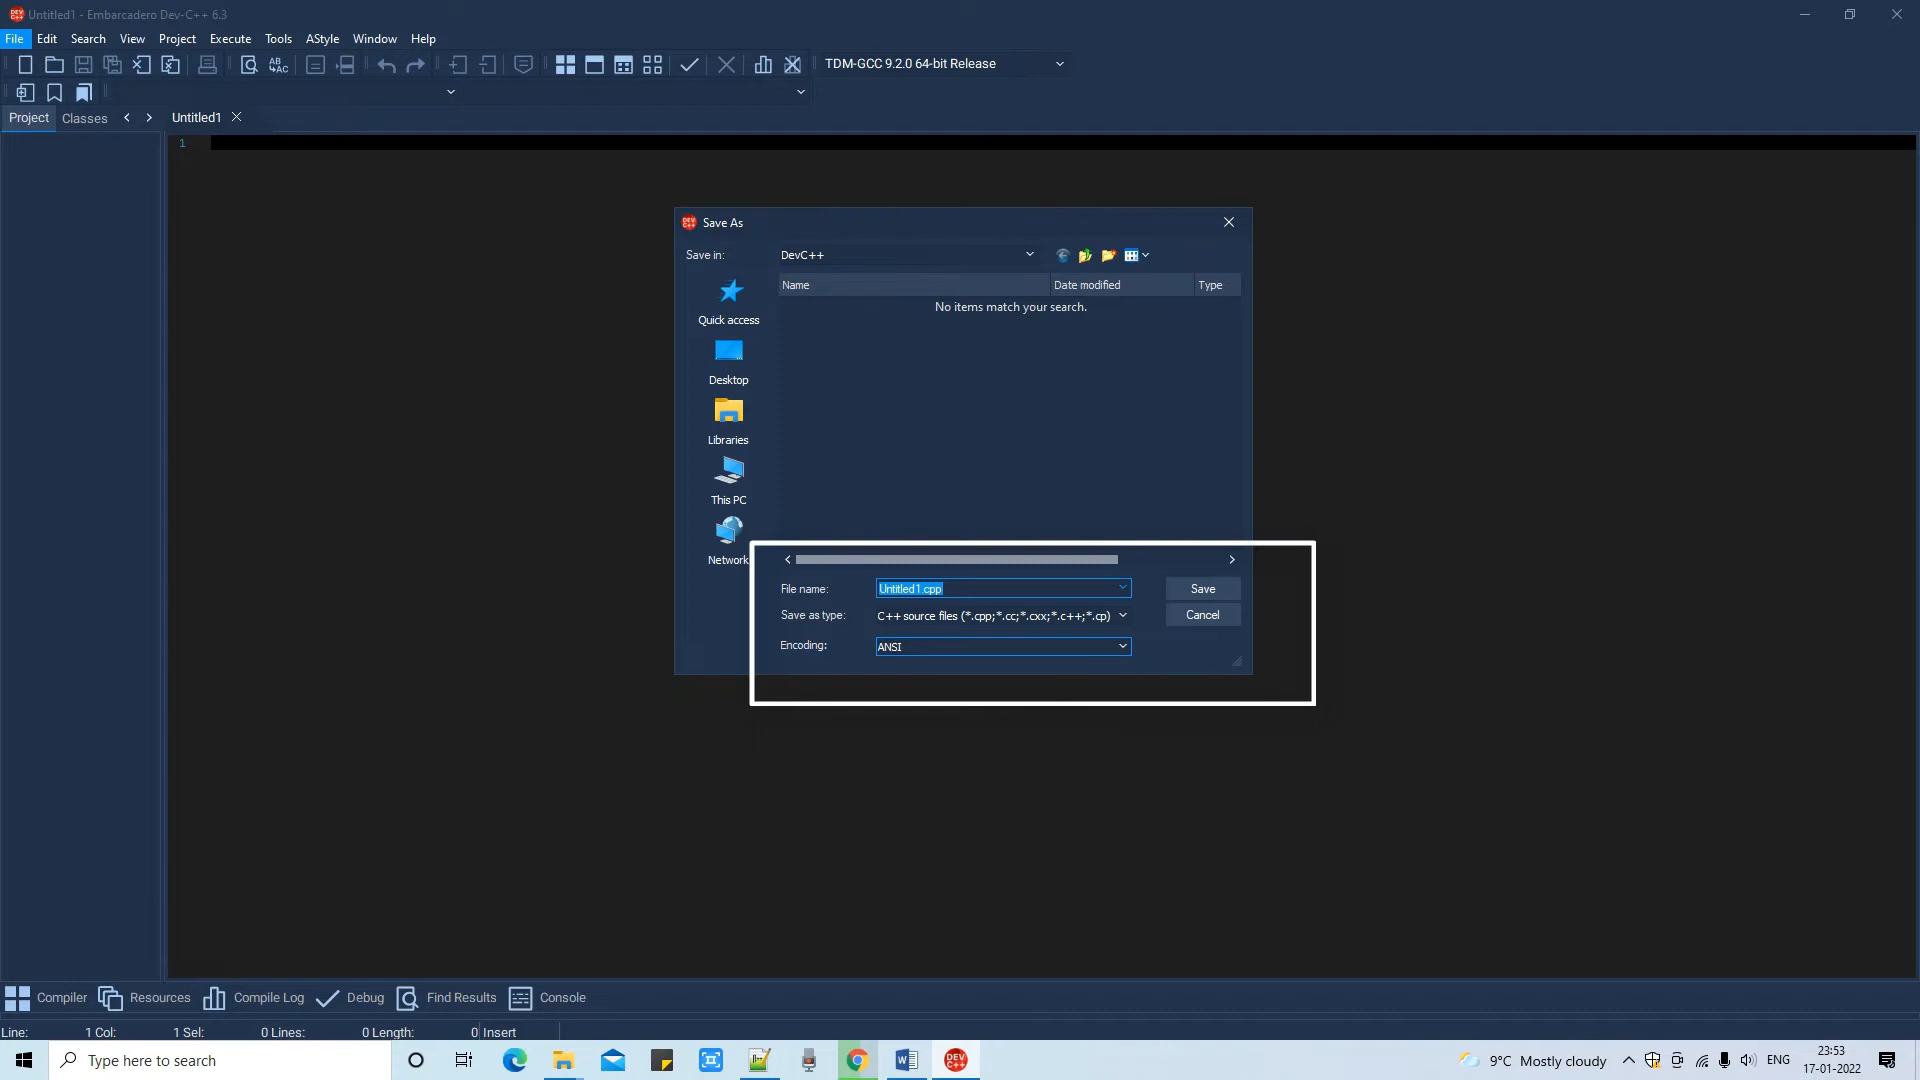 Untitled1 - Embarcadero Dev-C++ 6.3
File Edit Search View Project Execute Tools AStyle Window Help
TDM-GCC 9.2.0 64-bit Release
Project Classes Untitled1
1
Save As
Save in: DevC++
Name Date modified Type
No items match your search.
Quick access
Desktop
Libraries
This PC
Network
File name: Untitled1.cpp Save
Save as type: C++ source files (*.cpp;*.cc;*.cxx;*.c++;*.cp) Cancel
Encoding: ANSI
Compiler Resources Compile Log Debug Find Results Console
Line: 1 Col: 1 Sel: 0 Lines: 0 Length: 0 Insert
Type here to search
DEV C++
9°C Mostly cloudy
ENG
23:53
17-01-2022